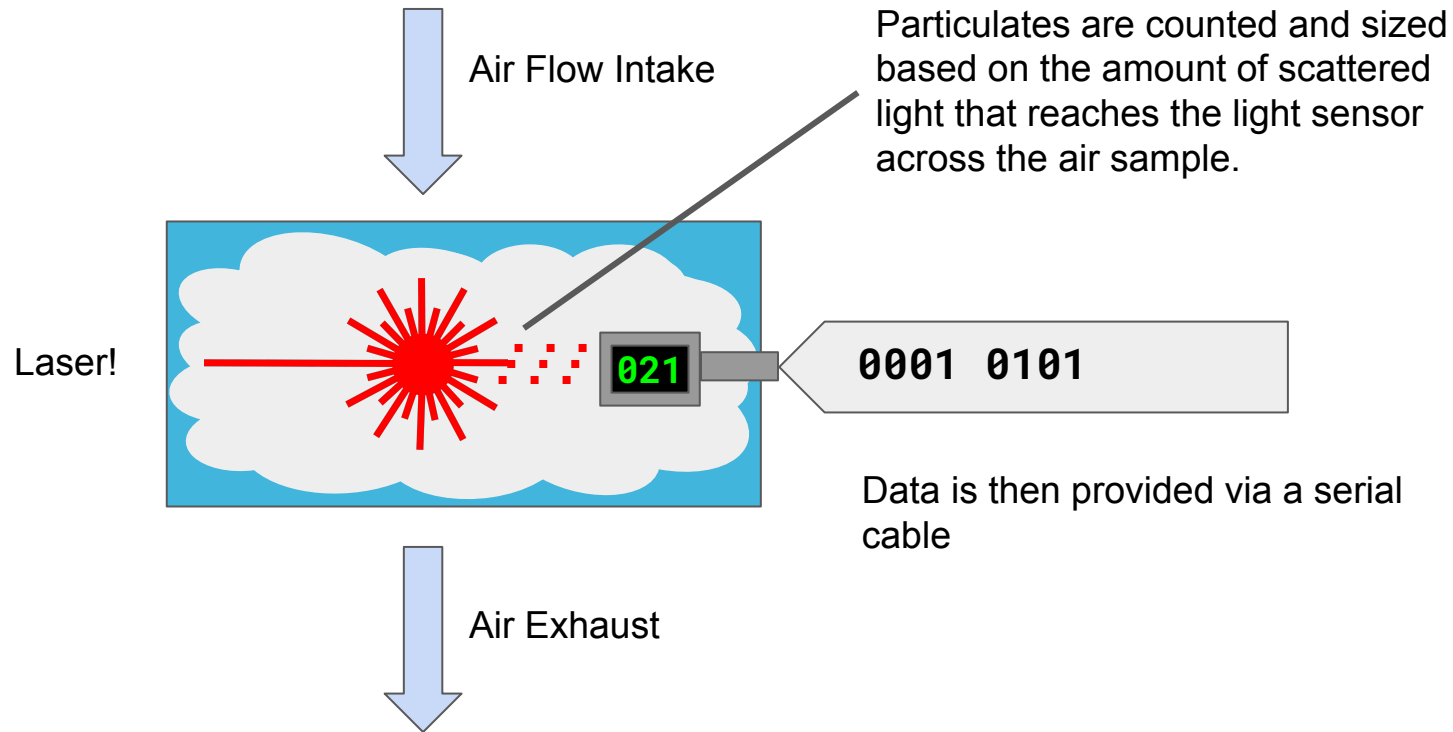 Air Flow Intake
Particulates are counted and sized
based on the amount of scattered
light that reaches the light sensor
across the air sample.
Laser!
021
0001 0101
Data is then provided via a serial
cable
Air Exhaust